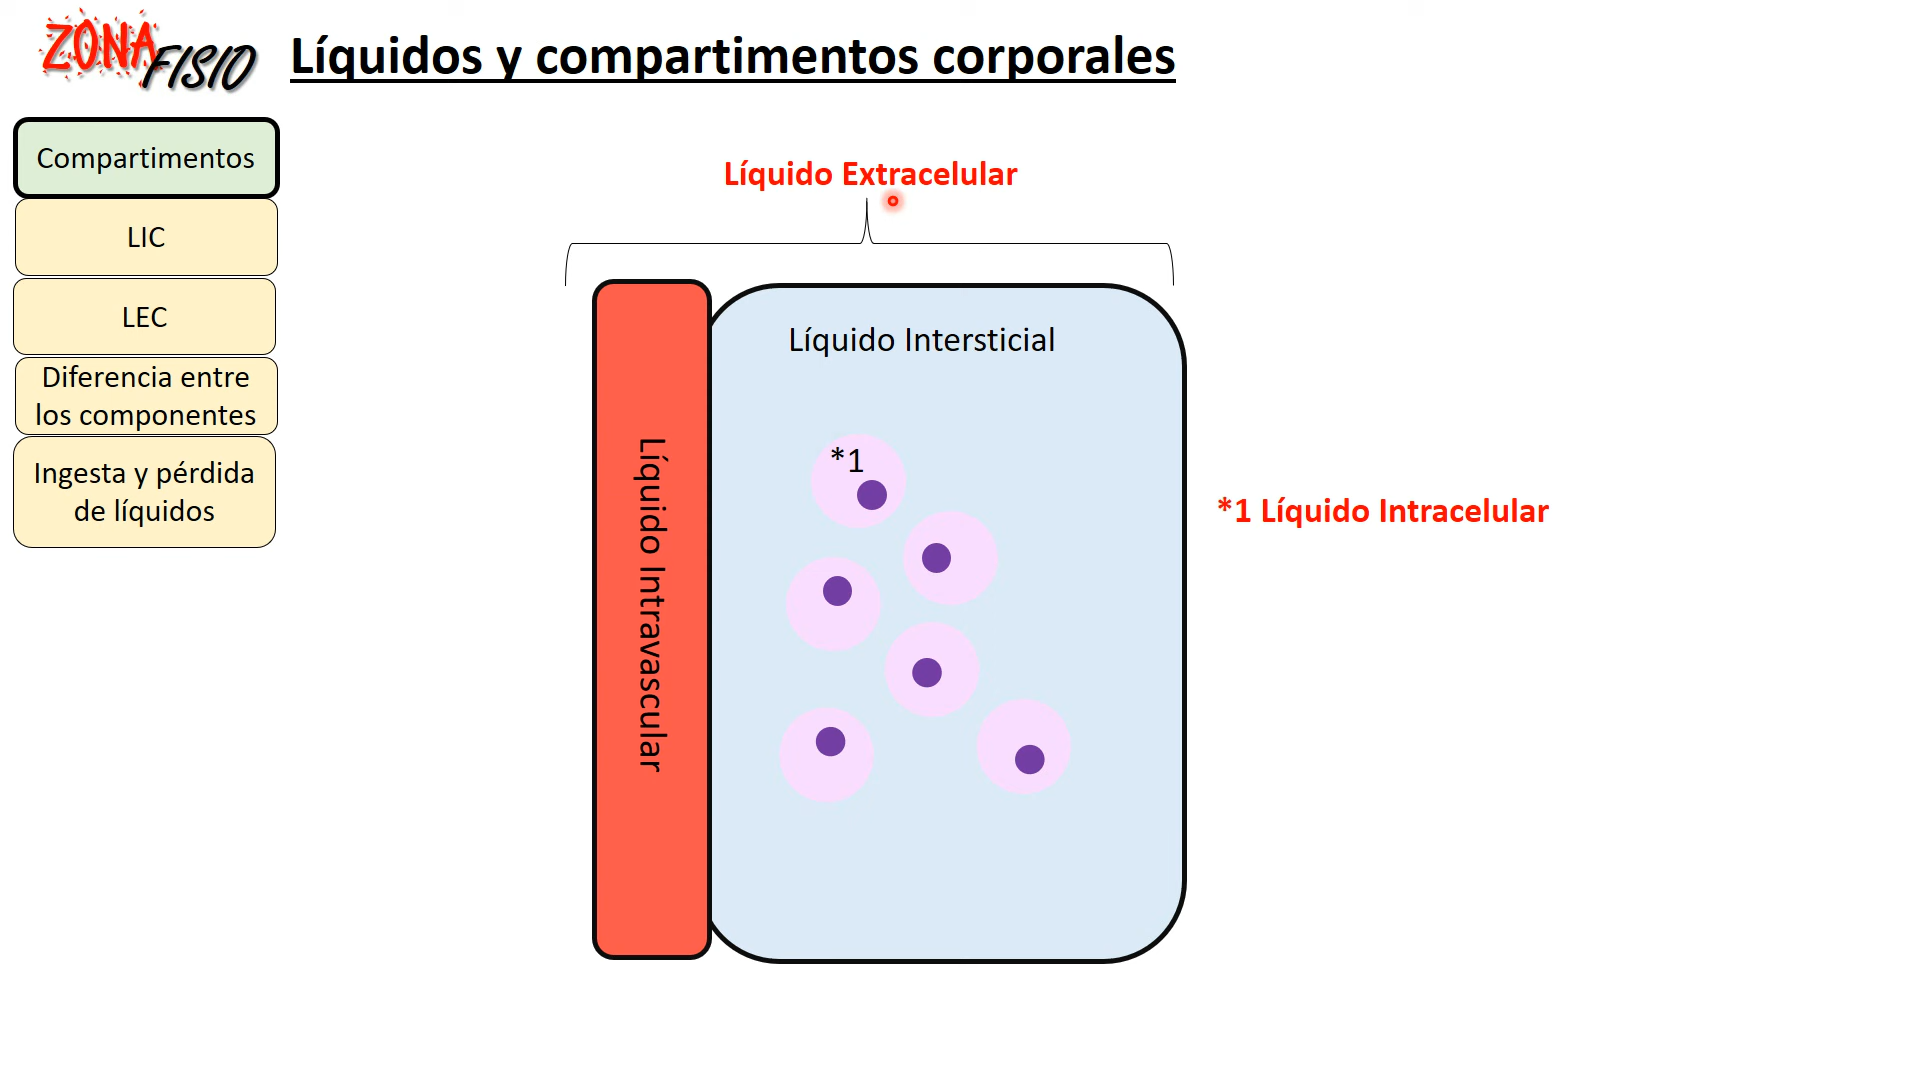 ZONA
FISIO
Líquidos y compartimentos corporales
Compartimentos
LIC
LEC
Diferencia entre
los componentes
Ingesta y pérdida
de líquidos
Líquido Extracelular
Líquido Intersticial
Líquido Intravascular
*1
*1 Líquido Intracelular